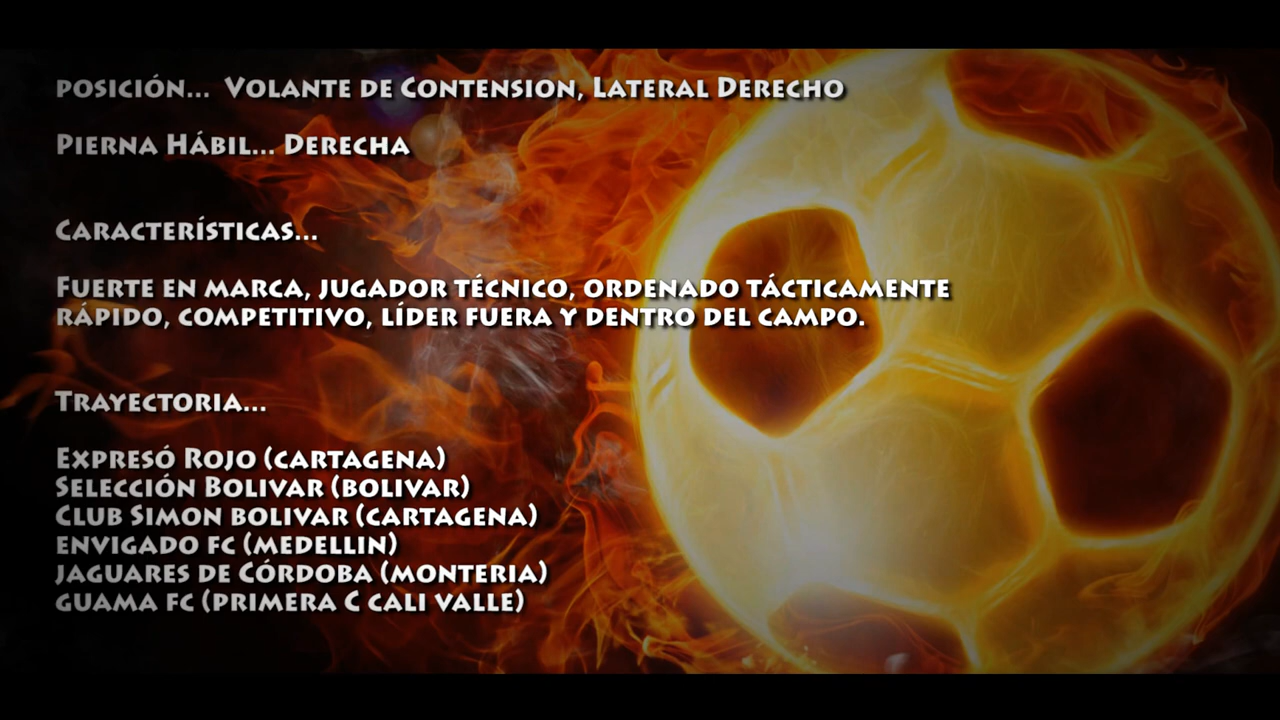 posición... Volante de Contension, Lateral Derecho
Pierna Hábil... Derecha
Características...
Fuerte en marca, jugador técnico, ordenado tácticamente
rápido, competitivo, líder fuera y dentro del campo.
Trayectoria...
Expresó Rojo (cartagena)
Selección Bolivar (bolivar)
club Simon bolivar (cartagena)
envigado fc (medellin)
jaguares de Córdoba (monteria)
guama fc (primera c cali valle)